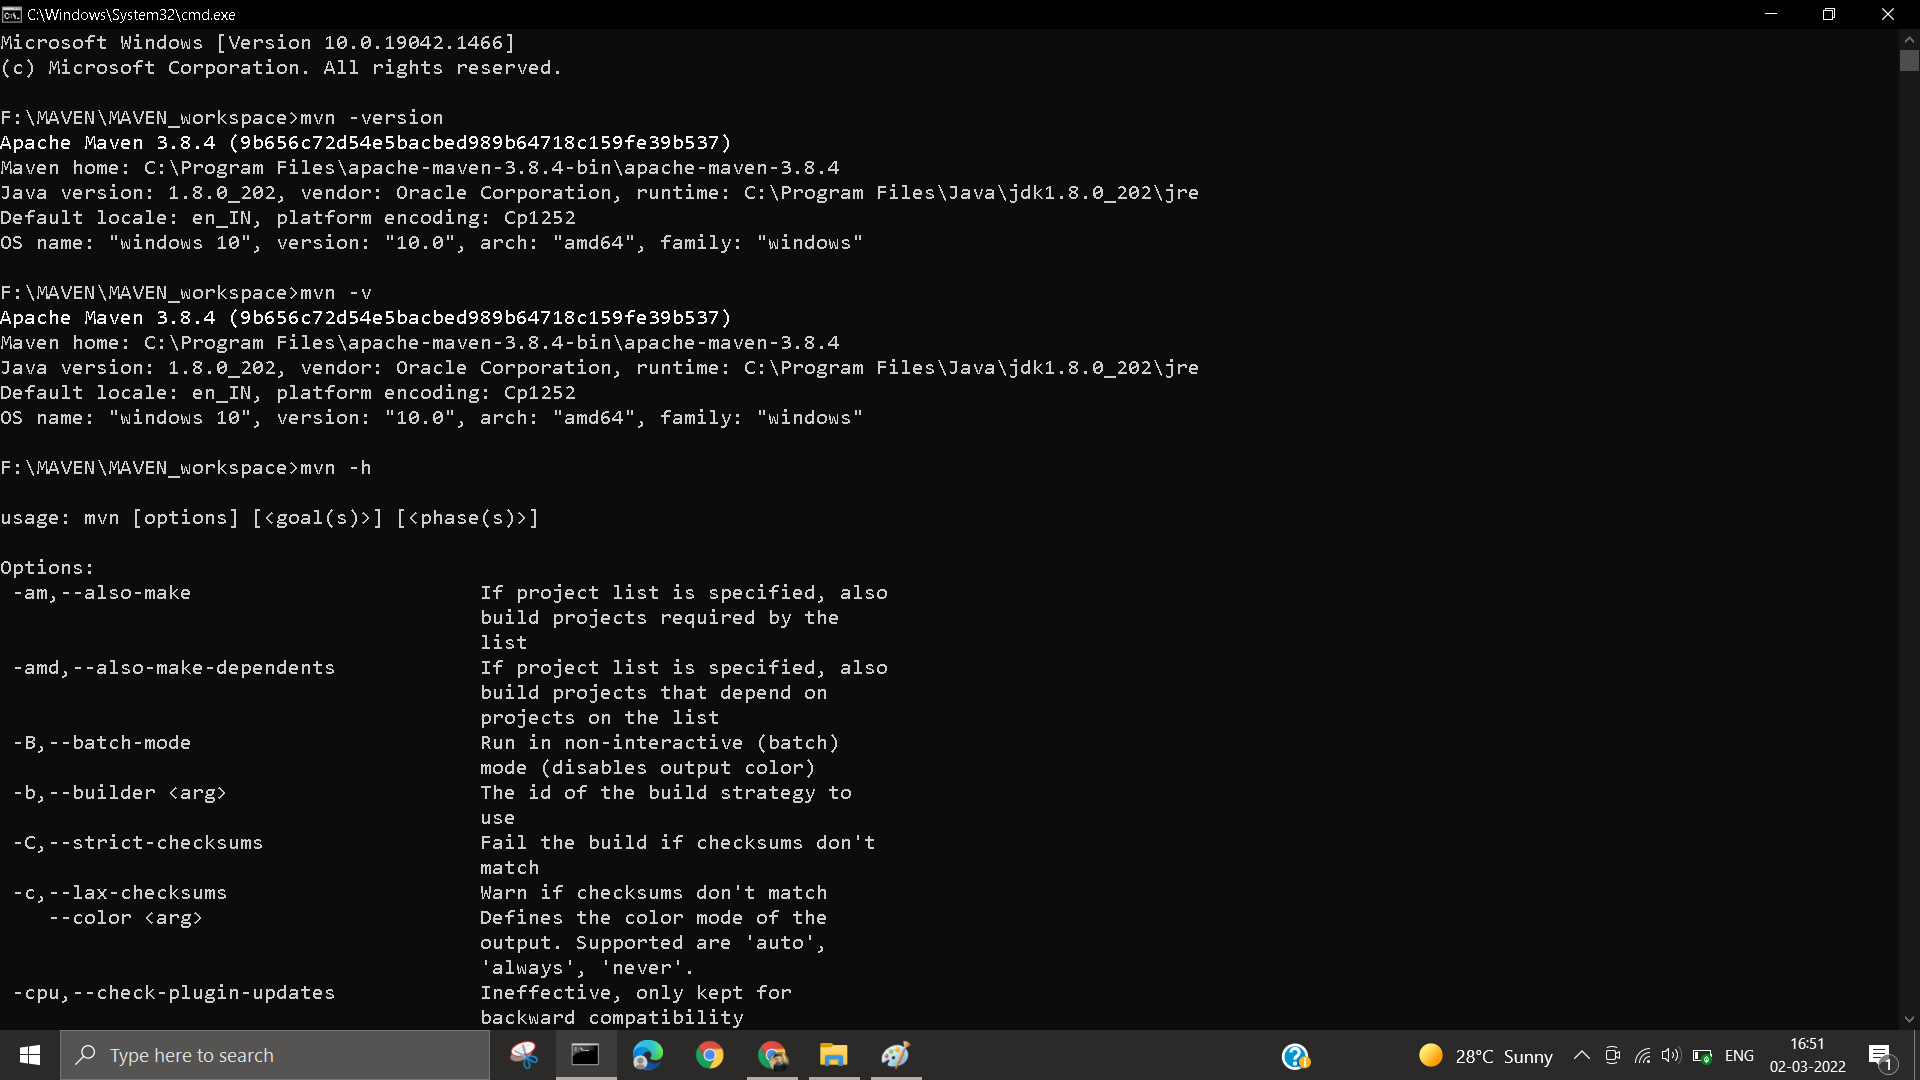 C:\Windows\System32\cmd.exe
Microsoft Windows [Version 10.0.19042.1466]
(c) Microsoft Corporation. All rights reserved.
F:\MAVEN\MAVEN_workspace>mvn -version
Apache Maven 3.8.4 (9b656c72d54e5bacbed989b64718c159fe39b537)
Maven home: C:\Program Files\apache-maven-3.8.4-bin\apache-maven-3.8.4
Java version: 1.8.0_202, vendor: Oracle Corporation, runtime: C:\Program Files\Java\jdk1.8.0_202\jre
Default locale: en_IN, platform encoding: Cp1252
OS name: "windows 10", version: "10.0", arch: "amd64", family: "windows"
F:\MAVEN\MAVEN_workspace>mvn -v
Apache Maven 3.8.4 (9b656c72d54e5bacbed989b64718c159fe39b537)
Maven home: C:\Program Files\apache-maven-3.8.4-bin\apache-maven-3.8.4
Java version: 1.8.0_202, vendor: Oracle Corporation, runtime: C:\Program Files\Java\jdk1.8.0_202\jre
Default locale: en_IN, platform encoding: Cp1252
OS name: "windows 10", version: "10.0", arch: "amd64", family: "windows"
F:\MAVEN\MAVEN_workspace>mvn -h
usage: mvn [options] [<goal(s)>] [<phase(s)>]
Options:
-am,--also-make If project list is specified, also
build projects required by the
list
-amd,--also-make-dependents If project list is specified, also
build projects that depend on
projects on the list
-B,--batch-mode Run in non-interactive (batch)
mode (disables output color)
-b,--builder <arg> The id of the build strategy to
use
-C,--strict-checksums Fail the build if checksums don't
match
-c,--lax-checksums Warn if checksums don't match
--color <arg> Defines the color mode of the
output. Supported are 'auto',
'always', 'never'.
-cpu,--check-plugin-updates Ineffective, only kept for
backward compatibility
Type here to search
28°C Sunny
ENG
16:51
02-03-2022
1